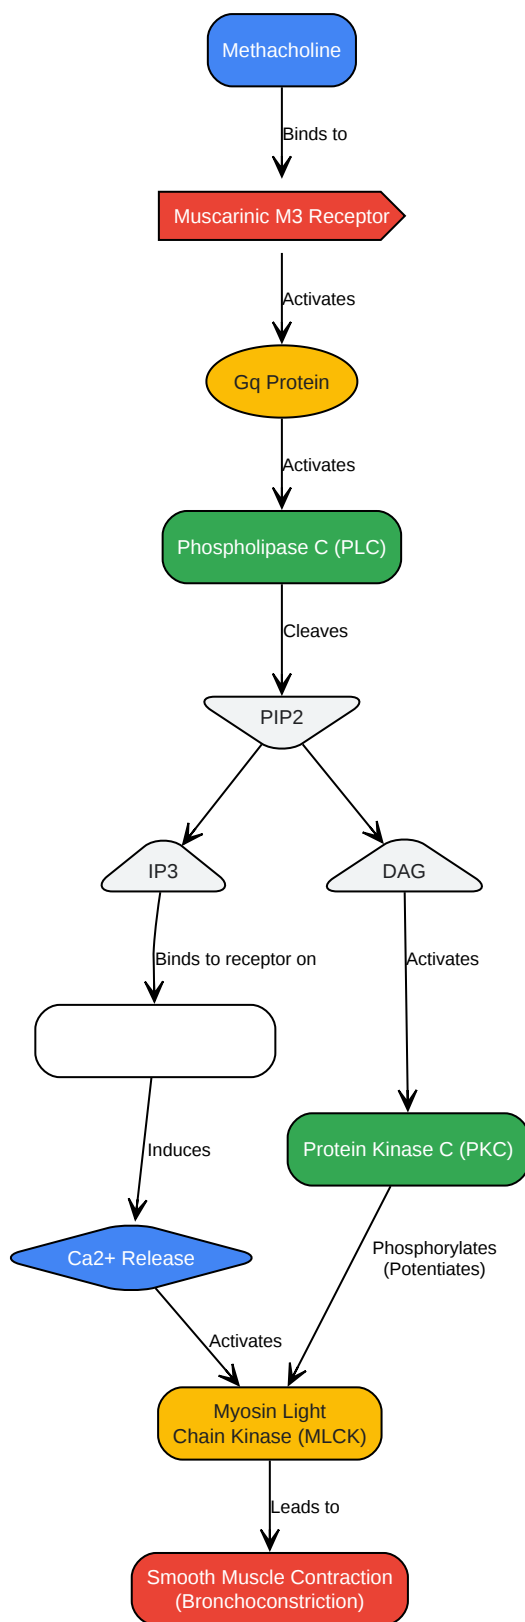 Methacholine
Binds to
Muscarinic M3 Receptor
Activates
Gq Protein
Activates
Phospholipase C (PLC)
Cleaves
PIP2
IP3
DAG
Binds to receptor on
Activates
Induces
Protein Kinase C (PKC)
Ca2+ Release
Phosphorylates
(Potentiates)
Activates
Myosin Light
Chain Kinase (MLCK)
Leads to
Smooth Muscle Contraction
(Bronchoconstriction)